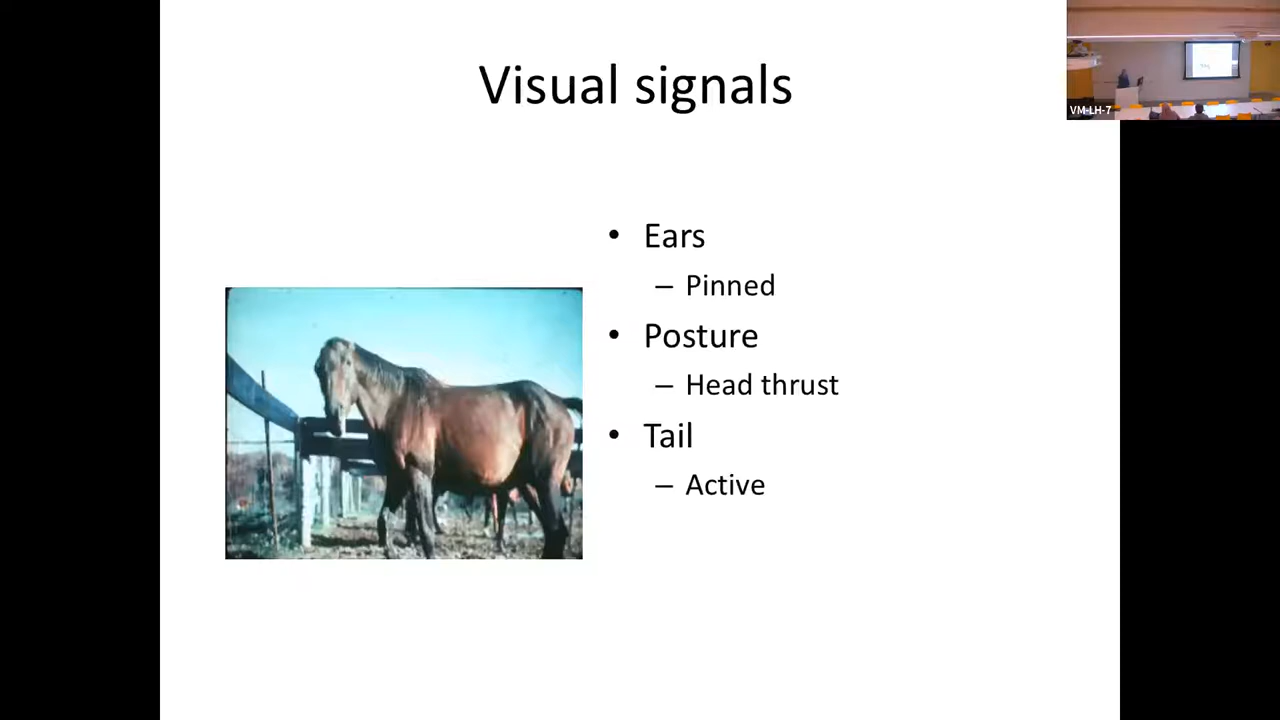 Visual signals
VM-LH-7
• Ears
– Pinned
• Posture
– Head thrust
• Tail
– Active